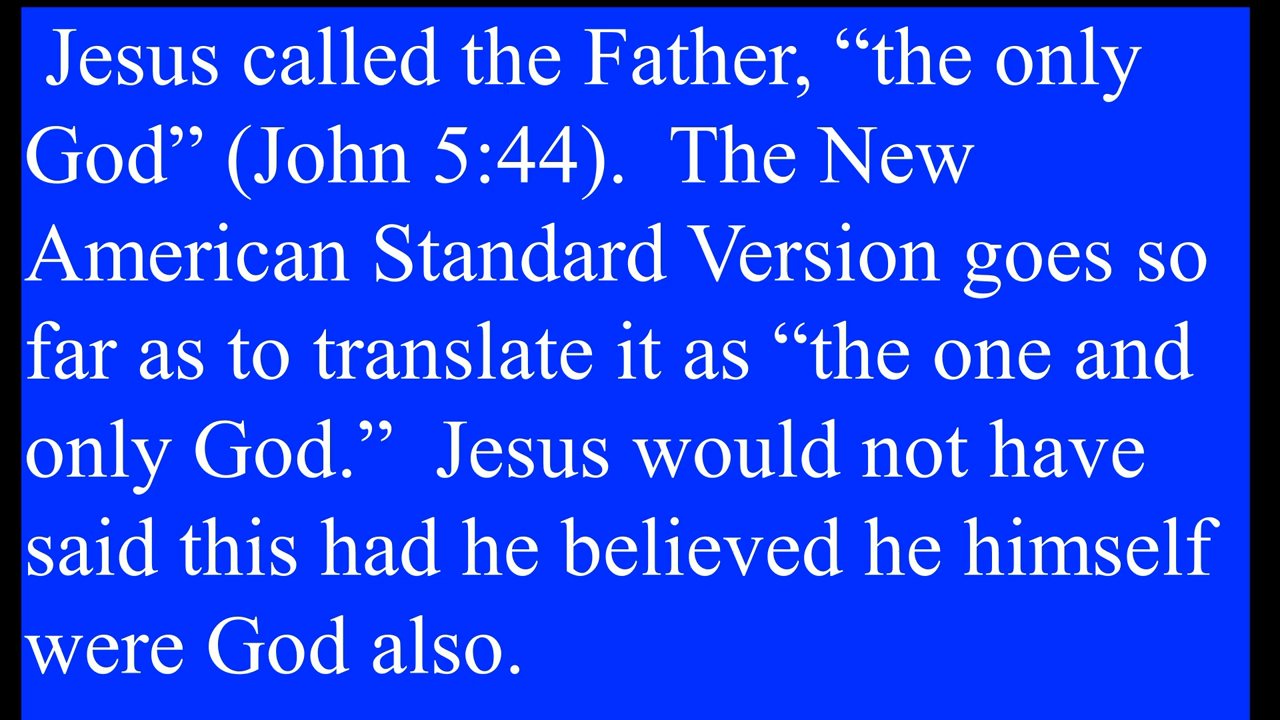 Jesus called the Father, “the only
God” (John 5:44).  The New
American Standard Version goes so
far as to translate it as “the one and
only God.”  Jesus would not have
said this had he believed he himself
were God also.